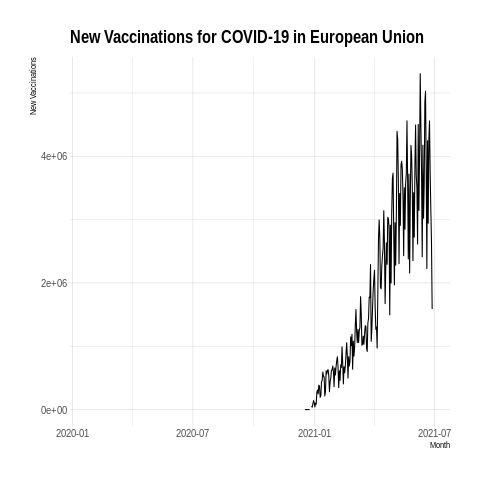 New Vaccinations for COVID-19 in European Union
New Vaccinations
4e+06
2e+06
0e+00
2020-01 2020-07 2021-01 2021-07
Month